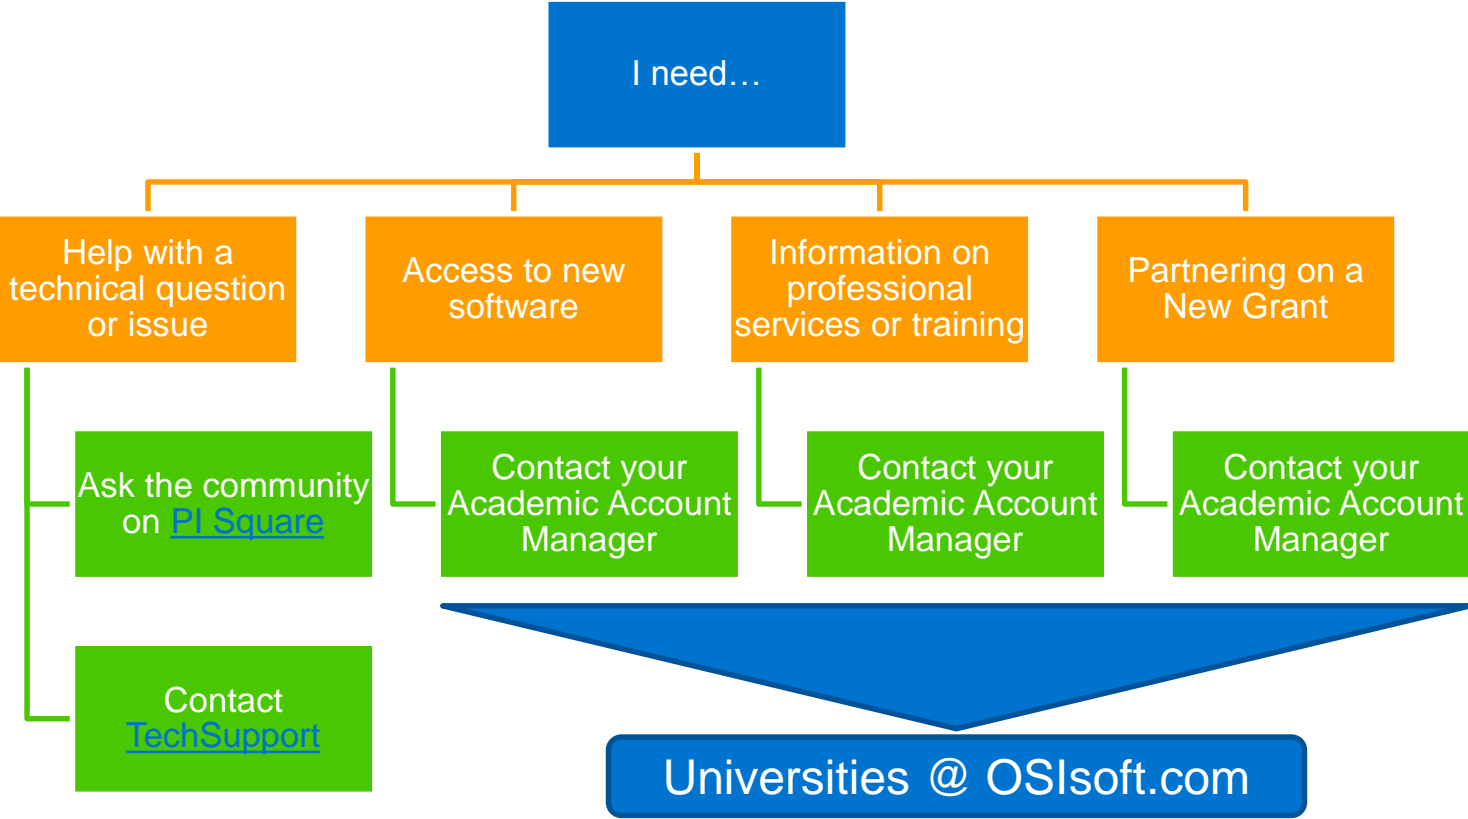 I need…
Help with a
technical question
or issue
Access to new
software
Information on
professional
services or training
Partnering on a
New Grant
Ask the community
on PI Square
Contact your
Academic Account
Manager
Contact your
Academic Account
Manager
Contact your
Academic Account
Manager
Contact
TechSupport
Universities @ OSIsoft.com